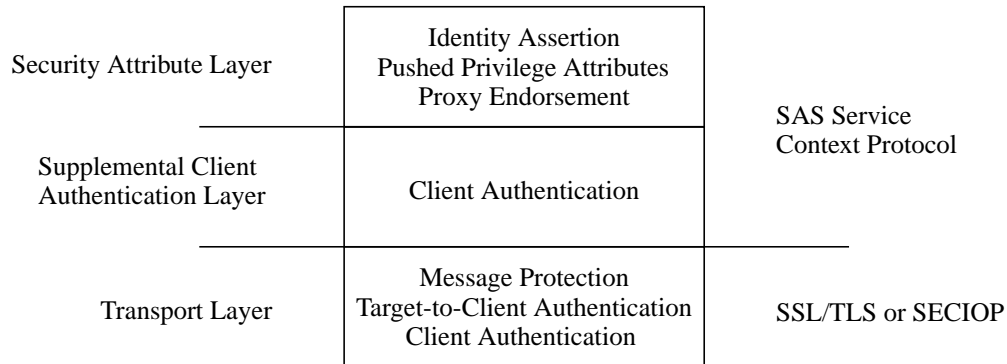 Security Attribute Layer
Identity Assertion
Pushed Privilege Attributes
Proxy Endorsement
SAS Service
Context Protocol
Supplemental Client
Authentication Layer
Client Authentication
Transport Layer
Message Protection
Target-to-Client Authentication
Client Authentication
SSL/TLS or SECIOP